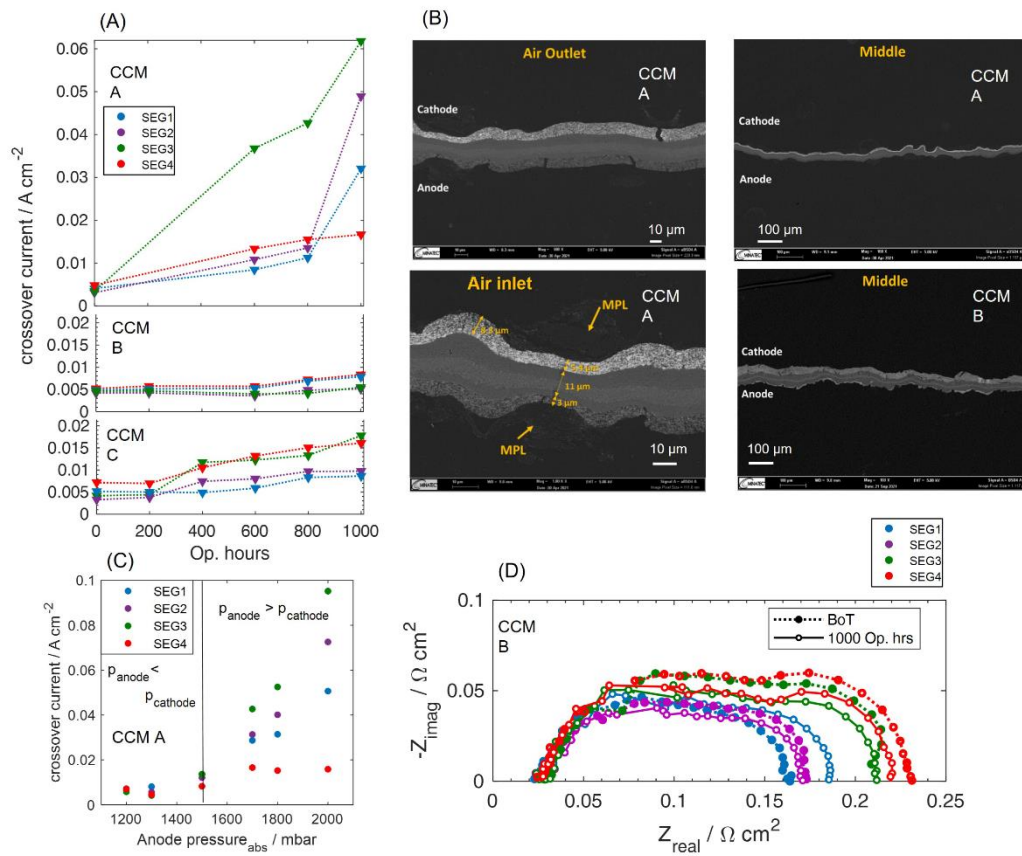 (A)
0.06
0.05
0.04
0.03
0.02
0.01
0
CCM
A
SEG1
SEG2
SEG3
SEG4
crossover current / A cm-2
0.02
0.015
0.01
0.005
0
CCM
B
0.02
0.015
0.01
0.005
0
CCM
C
0 200 400 600 800 1000
Op. hours
(B)
Air Outlet
CCM
A
Cathode
Anode
10 µm
Middle
CCM
A
Cathode
Anode
100 µm
Air inlet
CCM
A
MPL
11 µm
3 µm
MPL
10 µm
Middle
CCM
B
Cathode
Anode
100 µm
(C)
0.1
0.08
0.06
0.04
0.02
0
crossover current / A cm-2
SEG1
SEG2
SEG3
SEG4
panode > pcathode
panode<
pcathode
CCM A
1200 1400 1600 1800 2000
Anode pressureabs / mbar
SEG1
SEG2
SEG3
SEG4
(D)
0.1
0.05
0
-Zimag / Ω cm2
CCM
B
BoT
1000 Op. hrs
0 0.05 0.1 0.15 0.2 0.25
Zreal / Ω cm2